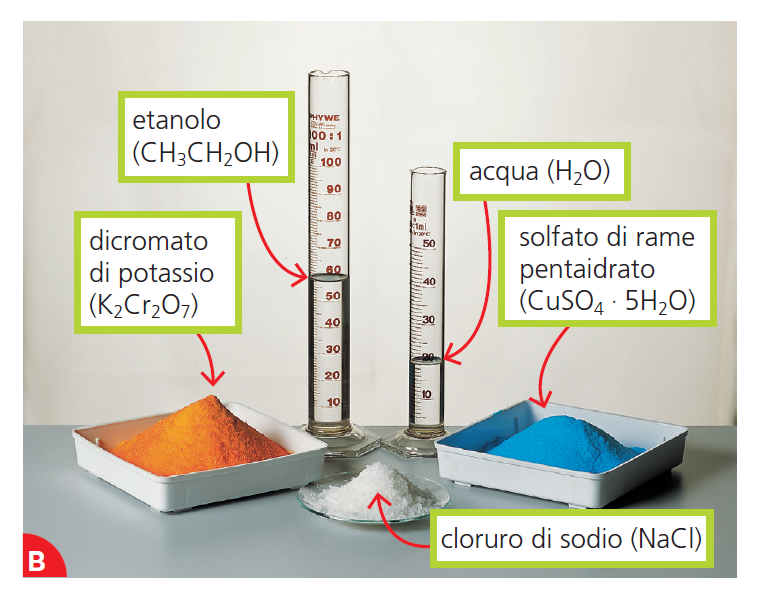 etanolo
(CH₃CH₂OH)
acqua (H₂O)
dicromato
di potassio
(K₂Cr₂O₇)
solfato di rame
pentaidrato
(CuSO₄ · 5H₂O)
cloruro di sodio (NaCl)
PHYWE
100 : 1
ml
100
90
80
70
60
50
40
30
20
10
50
40
30
20
10
B